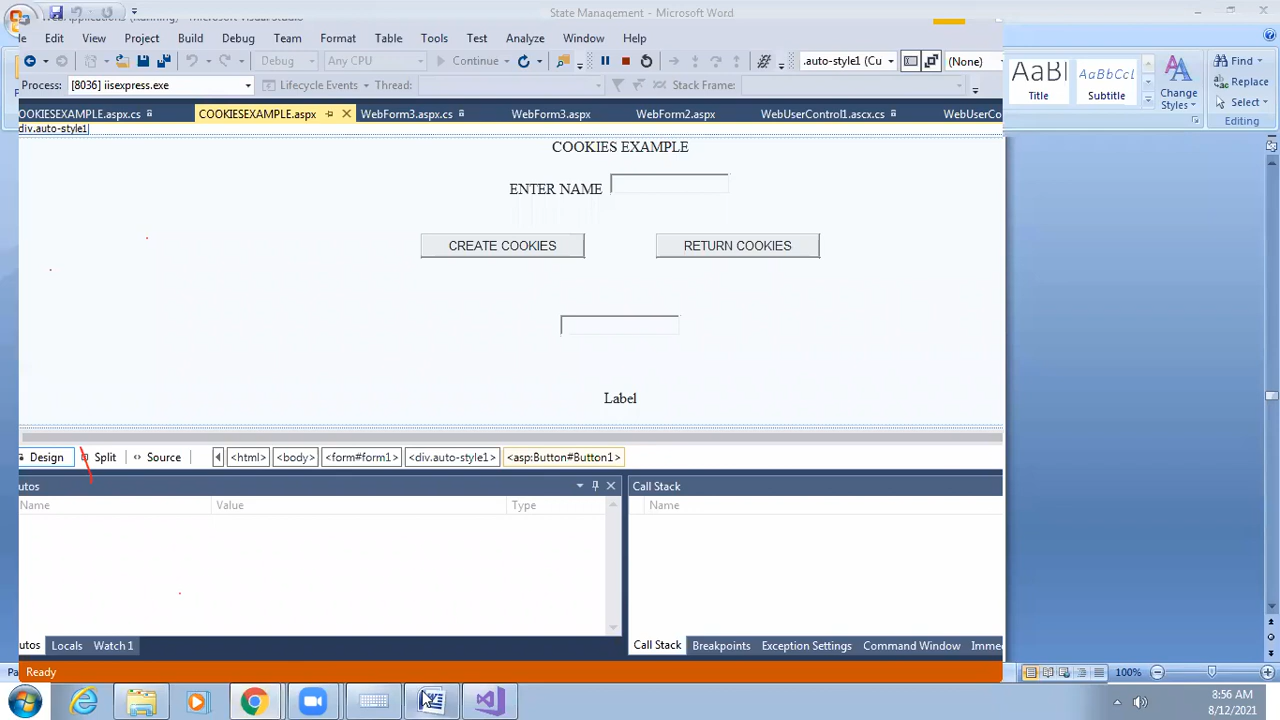 State Management - Microsoft Word
Edit View Project Build Debug Team Format Table Tools Test Analyze Window Help
Debug Any CPU Continue .auto-style1 (Cu (None)
Process: [8036] iisexpress.exe Lifecycle Events Thread: Stack Frame:
OOKIESEXAMPLE.aspx.cs COOKIESEXAMPLE.aspx WebForm3.aspx.cs WebForm3.aspx WebForm2.aspx WebUserControl1.ascx.cs WebUserCo
div.auto-style1
COOKIES EXAMPLE
ENTER NAME
CREATE COOKIES RETURN COOKIES
Label
Design Split Source <html> <body> <form#form1> <div.auto-style1> <asp:Button#Button1>
utos
Name Value Type
Call Stack
Name
utos Locals Watch 1
Call Stack Breakpoints Exception Settings Command Window Imme
Ready
AaBl AaBbCcl
Title Subtitle
Change
Styles
Find
Replace
Select
Editing
Pa
100%
8:56 AM
8/12/2021